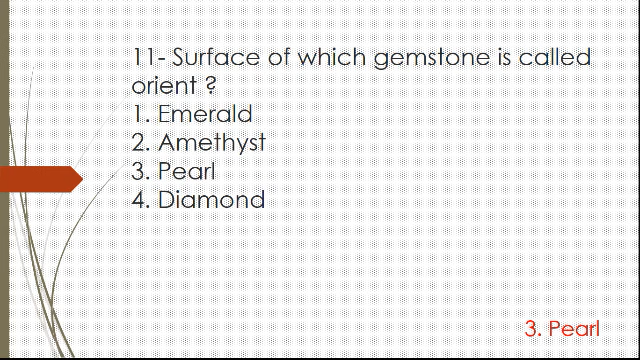 11- Surface of which gemstone is called
orient ?
1. Emerald
2. Amethyst
3. Pearl
4. Diamond
3. Pearl